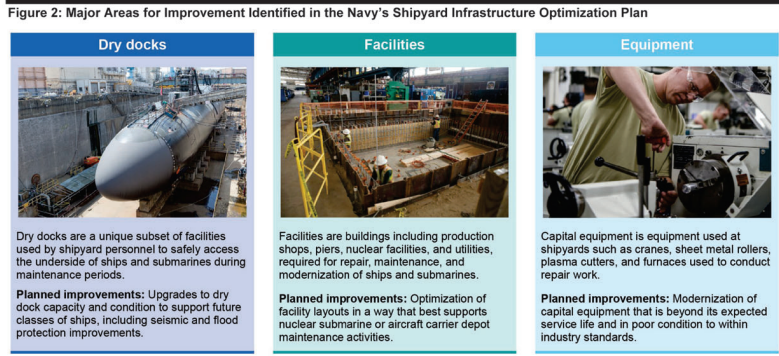 Figure 2: Major Areas for Improvement Identified in the Navy's Shipyard Infrastructure Optimization Plan
Dry docks
Dry docks are a unique subset of facilities
used by shipyard personnel to safely access
the underside of ships and submarines during
maintenance periods.
Planned improvements: Upgrades to dry
dock capacity and condition to support future
classes of ships, including seismic and flood
protection improvements.
Facilities
Facilities are buildings including production
shops, piers, nuclear facilities, and utilities,
required for repair, maintenance, and
modernization of ships and submarines.
Planned improvements: Optimization of
facility layouts in a way that best supports
nuclear submarine or aircraft carrier depot
maintenance activities.
Equipment
Capital equipment is equipment used at
shipyards such as cranes, sheet metal rollers,
plasma cutters, and furnaces used to conduct
repair work.
Planned improvements: Modernization of
capital equipment that is beyond its expected
service life and in poor condition to within
industry standards.